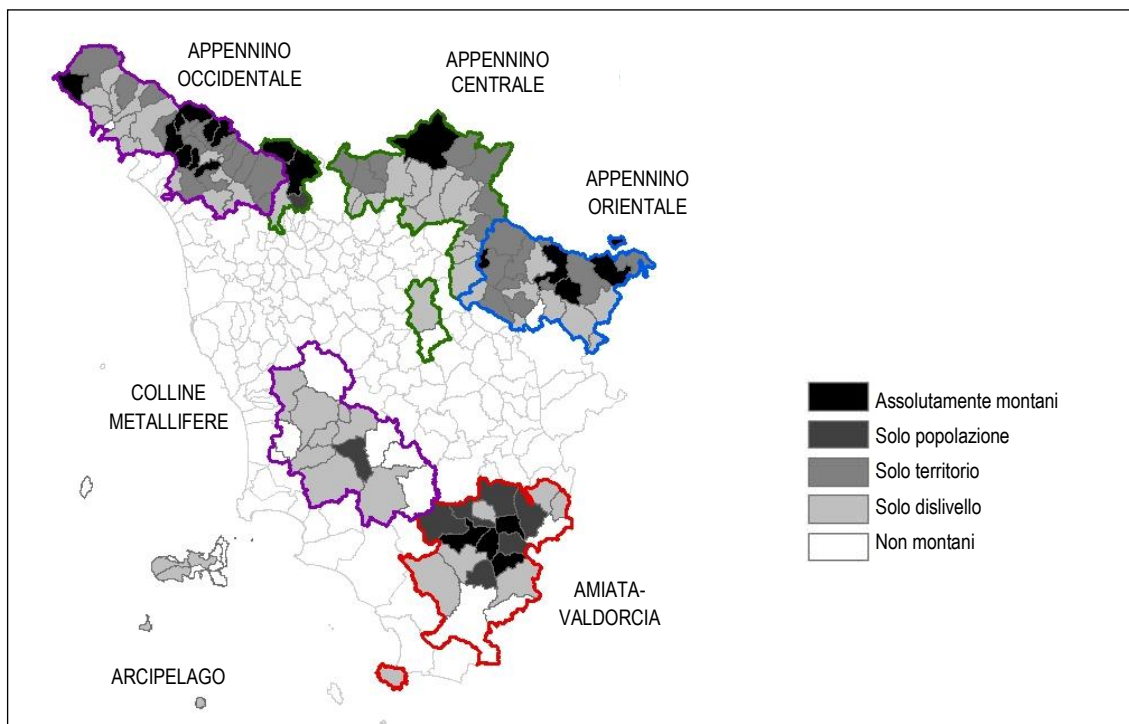 APPENNINO
OCCIDENTALE
APPENNINO
CENTRALE
APPENNINO
ORIENTALE
COLLINE
METALLIFERE
AMIATA-
VALDORCIA
ARCIPELAGO
Assolutamente montani
Solo popolazione
Solo territorio
Solo dislivello
Non montani